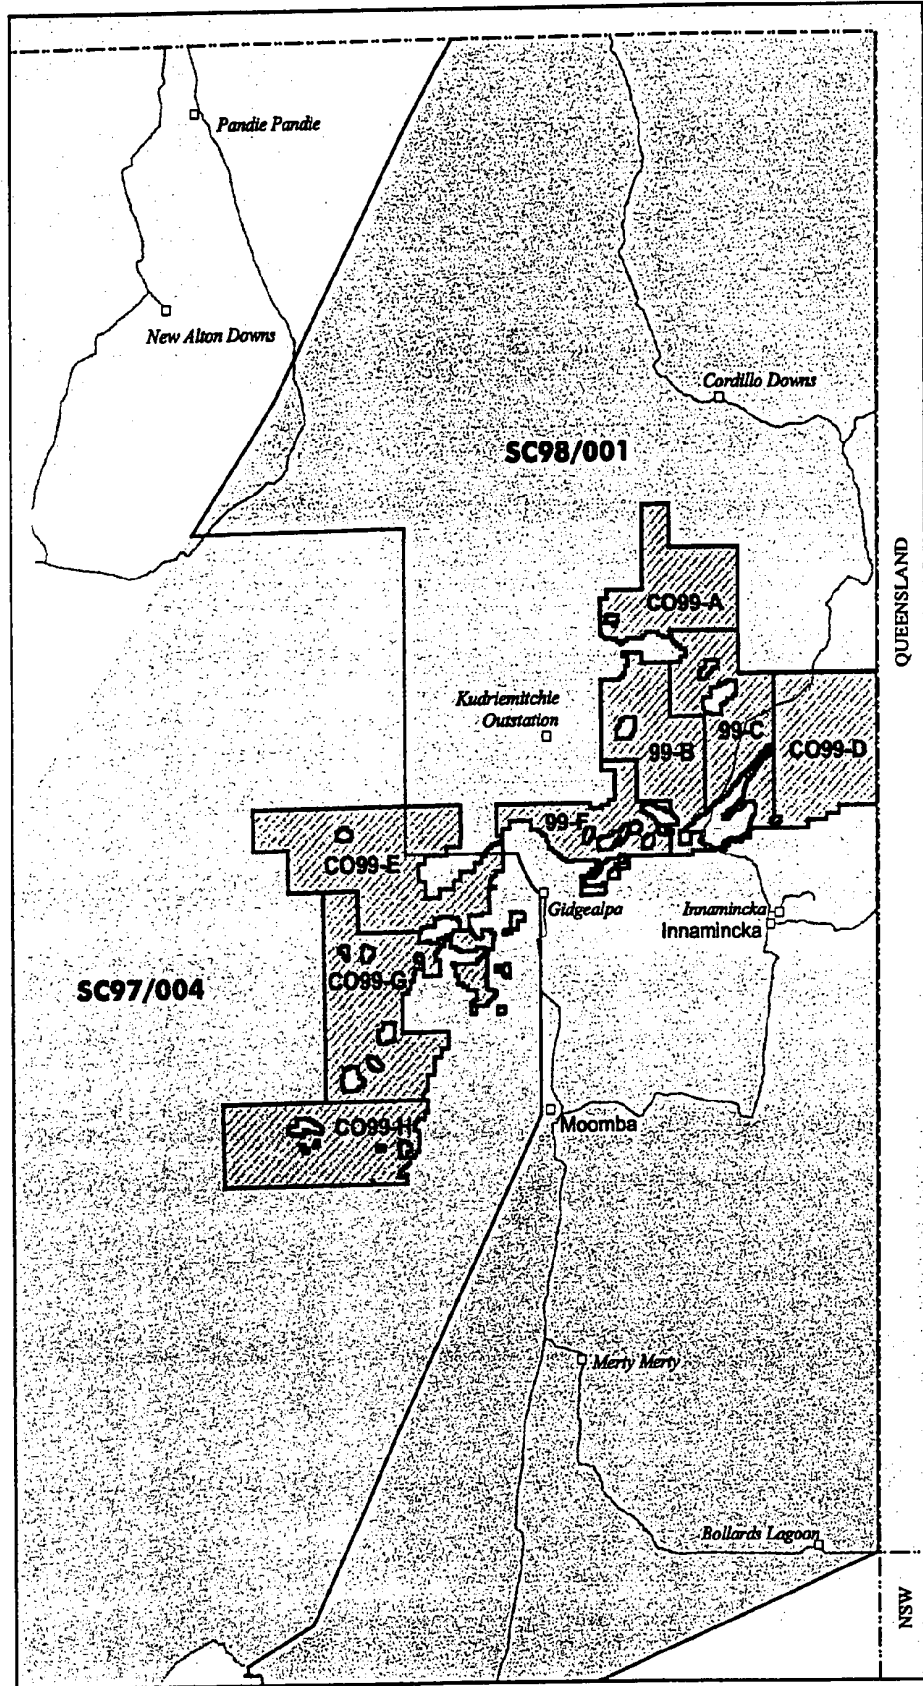 Pandie Pandie
New Alton Downs
Cordillo Downs
SC98/001
QUEENSLAND
CO99-A
Kudriemitchie
Outstation
99-B
99-C
CO99-D
99-F
CO99-E
Gidgealpa
Innamincka
Innamincka
CO99-G
SC97/004
CO99-H
Moomba
Merty Merty
Bollards Lagoon
NSW